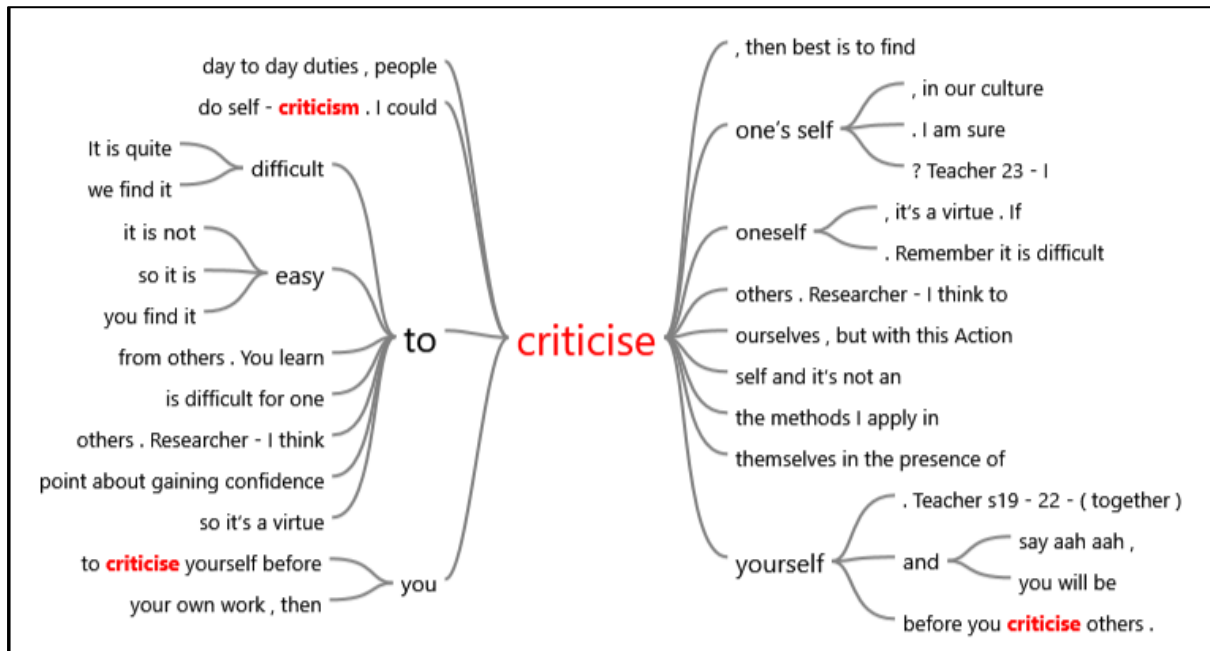 day to day duties , people
do self - criticism . I could
It is quite
we find it
difficult
it is not
so it is
you find it
easy
from others . You learn
is difficult for one
others . Researcher - I think
point about gaining confidence
so it's a virtue
to
to criticise yourself before
your own work , then
you
criticise
, then best is to find
one's self
, in our culture
. I am sure
? Teacher 23 - I
oneself
, it's a virtue . If
. Remember it is difficult
others . Researcher - I think to
ourselves , but with this Action
self and it's not an
the methods I apply in
themselves in the presence of
yourself
. Teacher s19 - 22 - ( together )
and
say aah aah ,
you will be
before you criticise others .